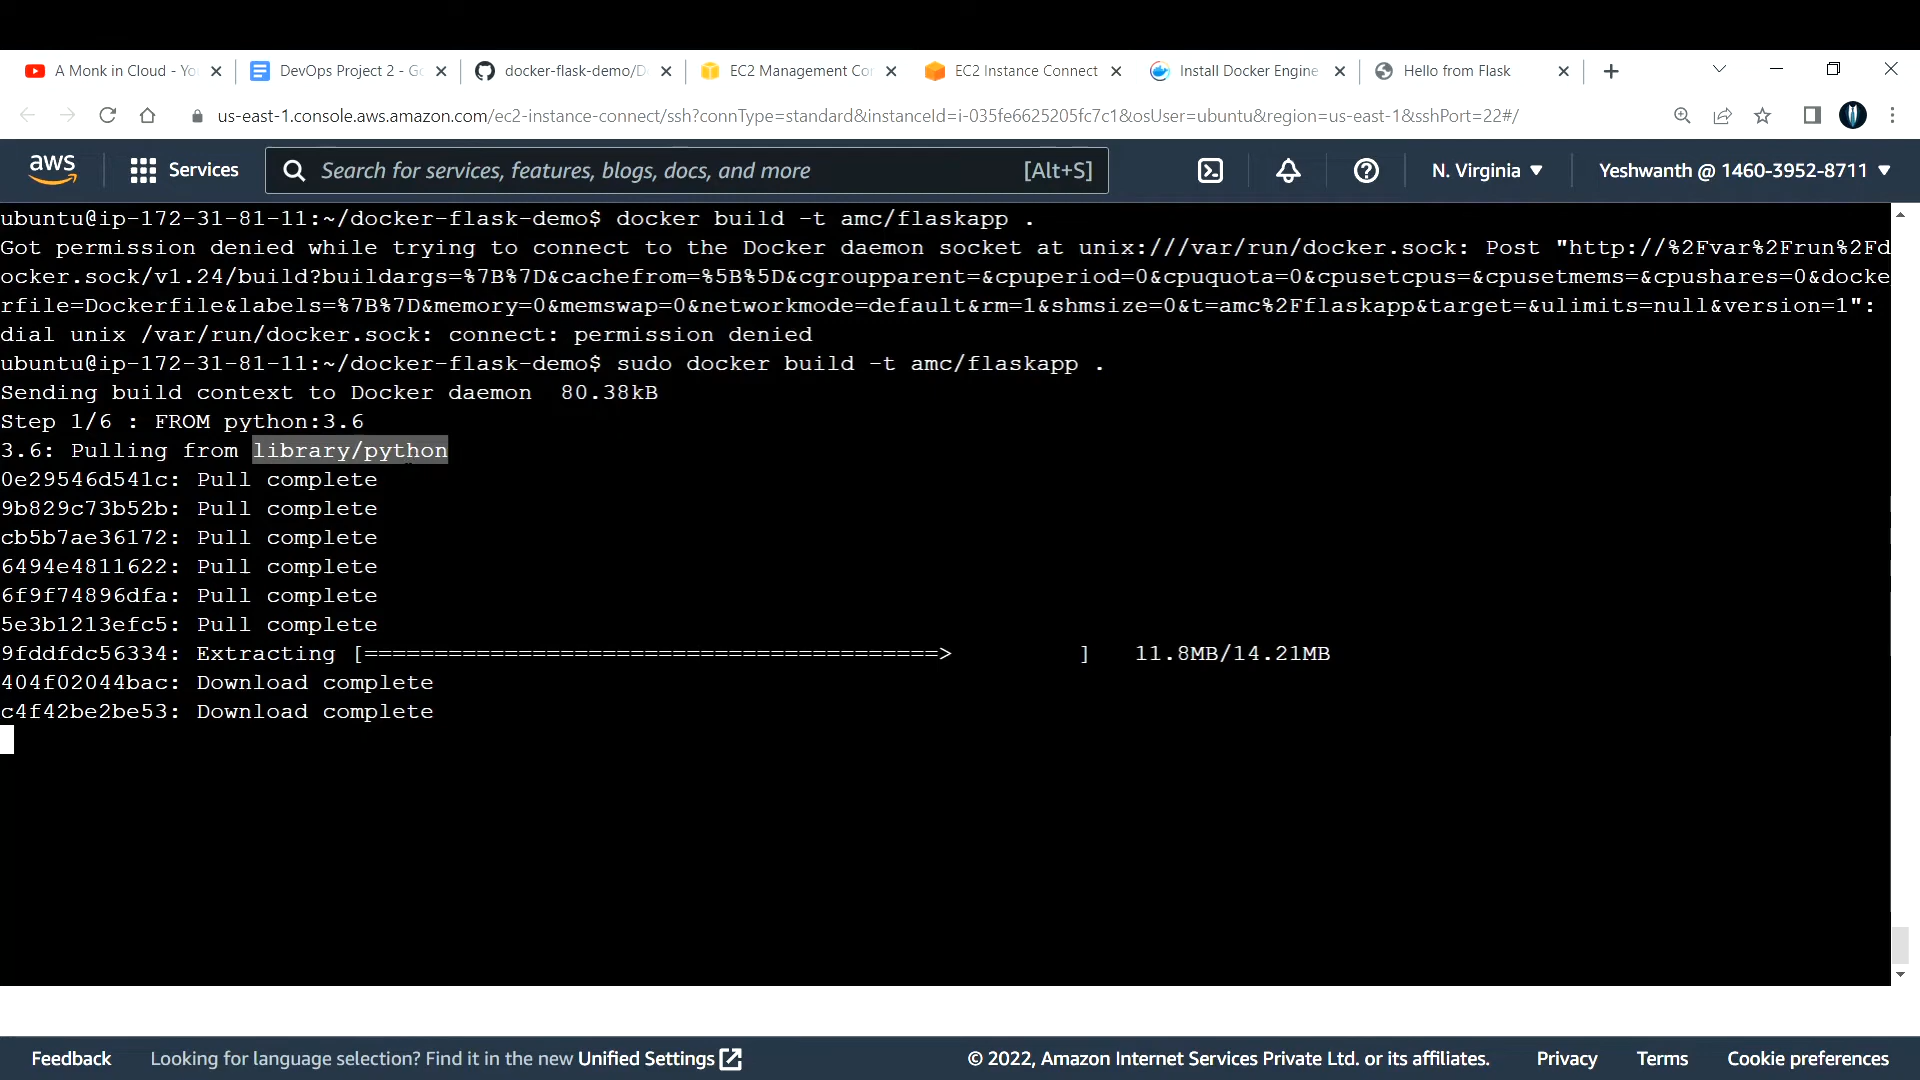 A Monk in Cloud - Yo
DevOps Project 2 - Go
docker-flask-demo/D
EC2 Management Co
EC2 Instance Connect
Install Docker Engine
Hello from Flask
us-east-1.console.aws.amazon.com/ec2-instance-connect/ssh?connType=standard&instanceId=i-035fe6625205fc7c1&osUser=ubuntu&region=us-east-1&sshPort=22#/
aws
Services
Search for services, features, blogs, docs, and more
[Alt+S]
N. Virginia
Yeshwanth @ 1460-3952-8711
ubuntu@ip-172-31-81-11:~/docker-flask-demo$ docker build -t amc/flaskapp .
Got permission denied while trying to connect to the Docker daemon socket at unix:///var/run/docker.sock: Post "http://%2Fvar%2Frun%2Fd
ocker.sock/v1.24/build?buildargs=%7B%7D&cachefrom=%5B%5D&cgroupparent=&cpuperiod=0&cpuquota=0&cpusetcpus=&cpusetmems=&cpushares=0&docke
rfile=Dockerfile&labels=%7B%7D&memory=0&memswap=0&networkmode=default&rm=1&shmsize=0&t=amc%2Fflaskapp&target=&ulimits=null&version=1":
dial unix /var/run/docker.sock: connect: permission denied
ubuntu@ip-172-31-81-11:~/docker-flask-demo$ sudo docker build -t amc/flaskapp .
Sending build context to Docker daemon  80.38kB
Step 1/6 : FROM python:3.6
3.6: Pulling from library/python
0e29546d541c: Pull complete
9b829c73b52b: Pull complete
cb5b7ae36172: Pull complete
6494e4811622: Pull complete
6f9f74896dfa: Pull complete
5e3b1213efc5: Pull complete
9fddfdc56334: Extracting [=========================================>         ]   11.8MB/14.21MB
404f02044bac: Download complete
c4f42be2be53: Download complete
Feedback
Looking for language selection? Find it in the new Unified Settings
© 2022, Amazon Internet Services Private Ltd. or its affiliates.
Privacy
Terms
Cookie preferences